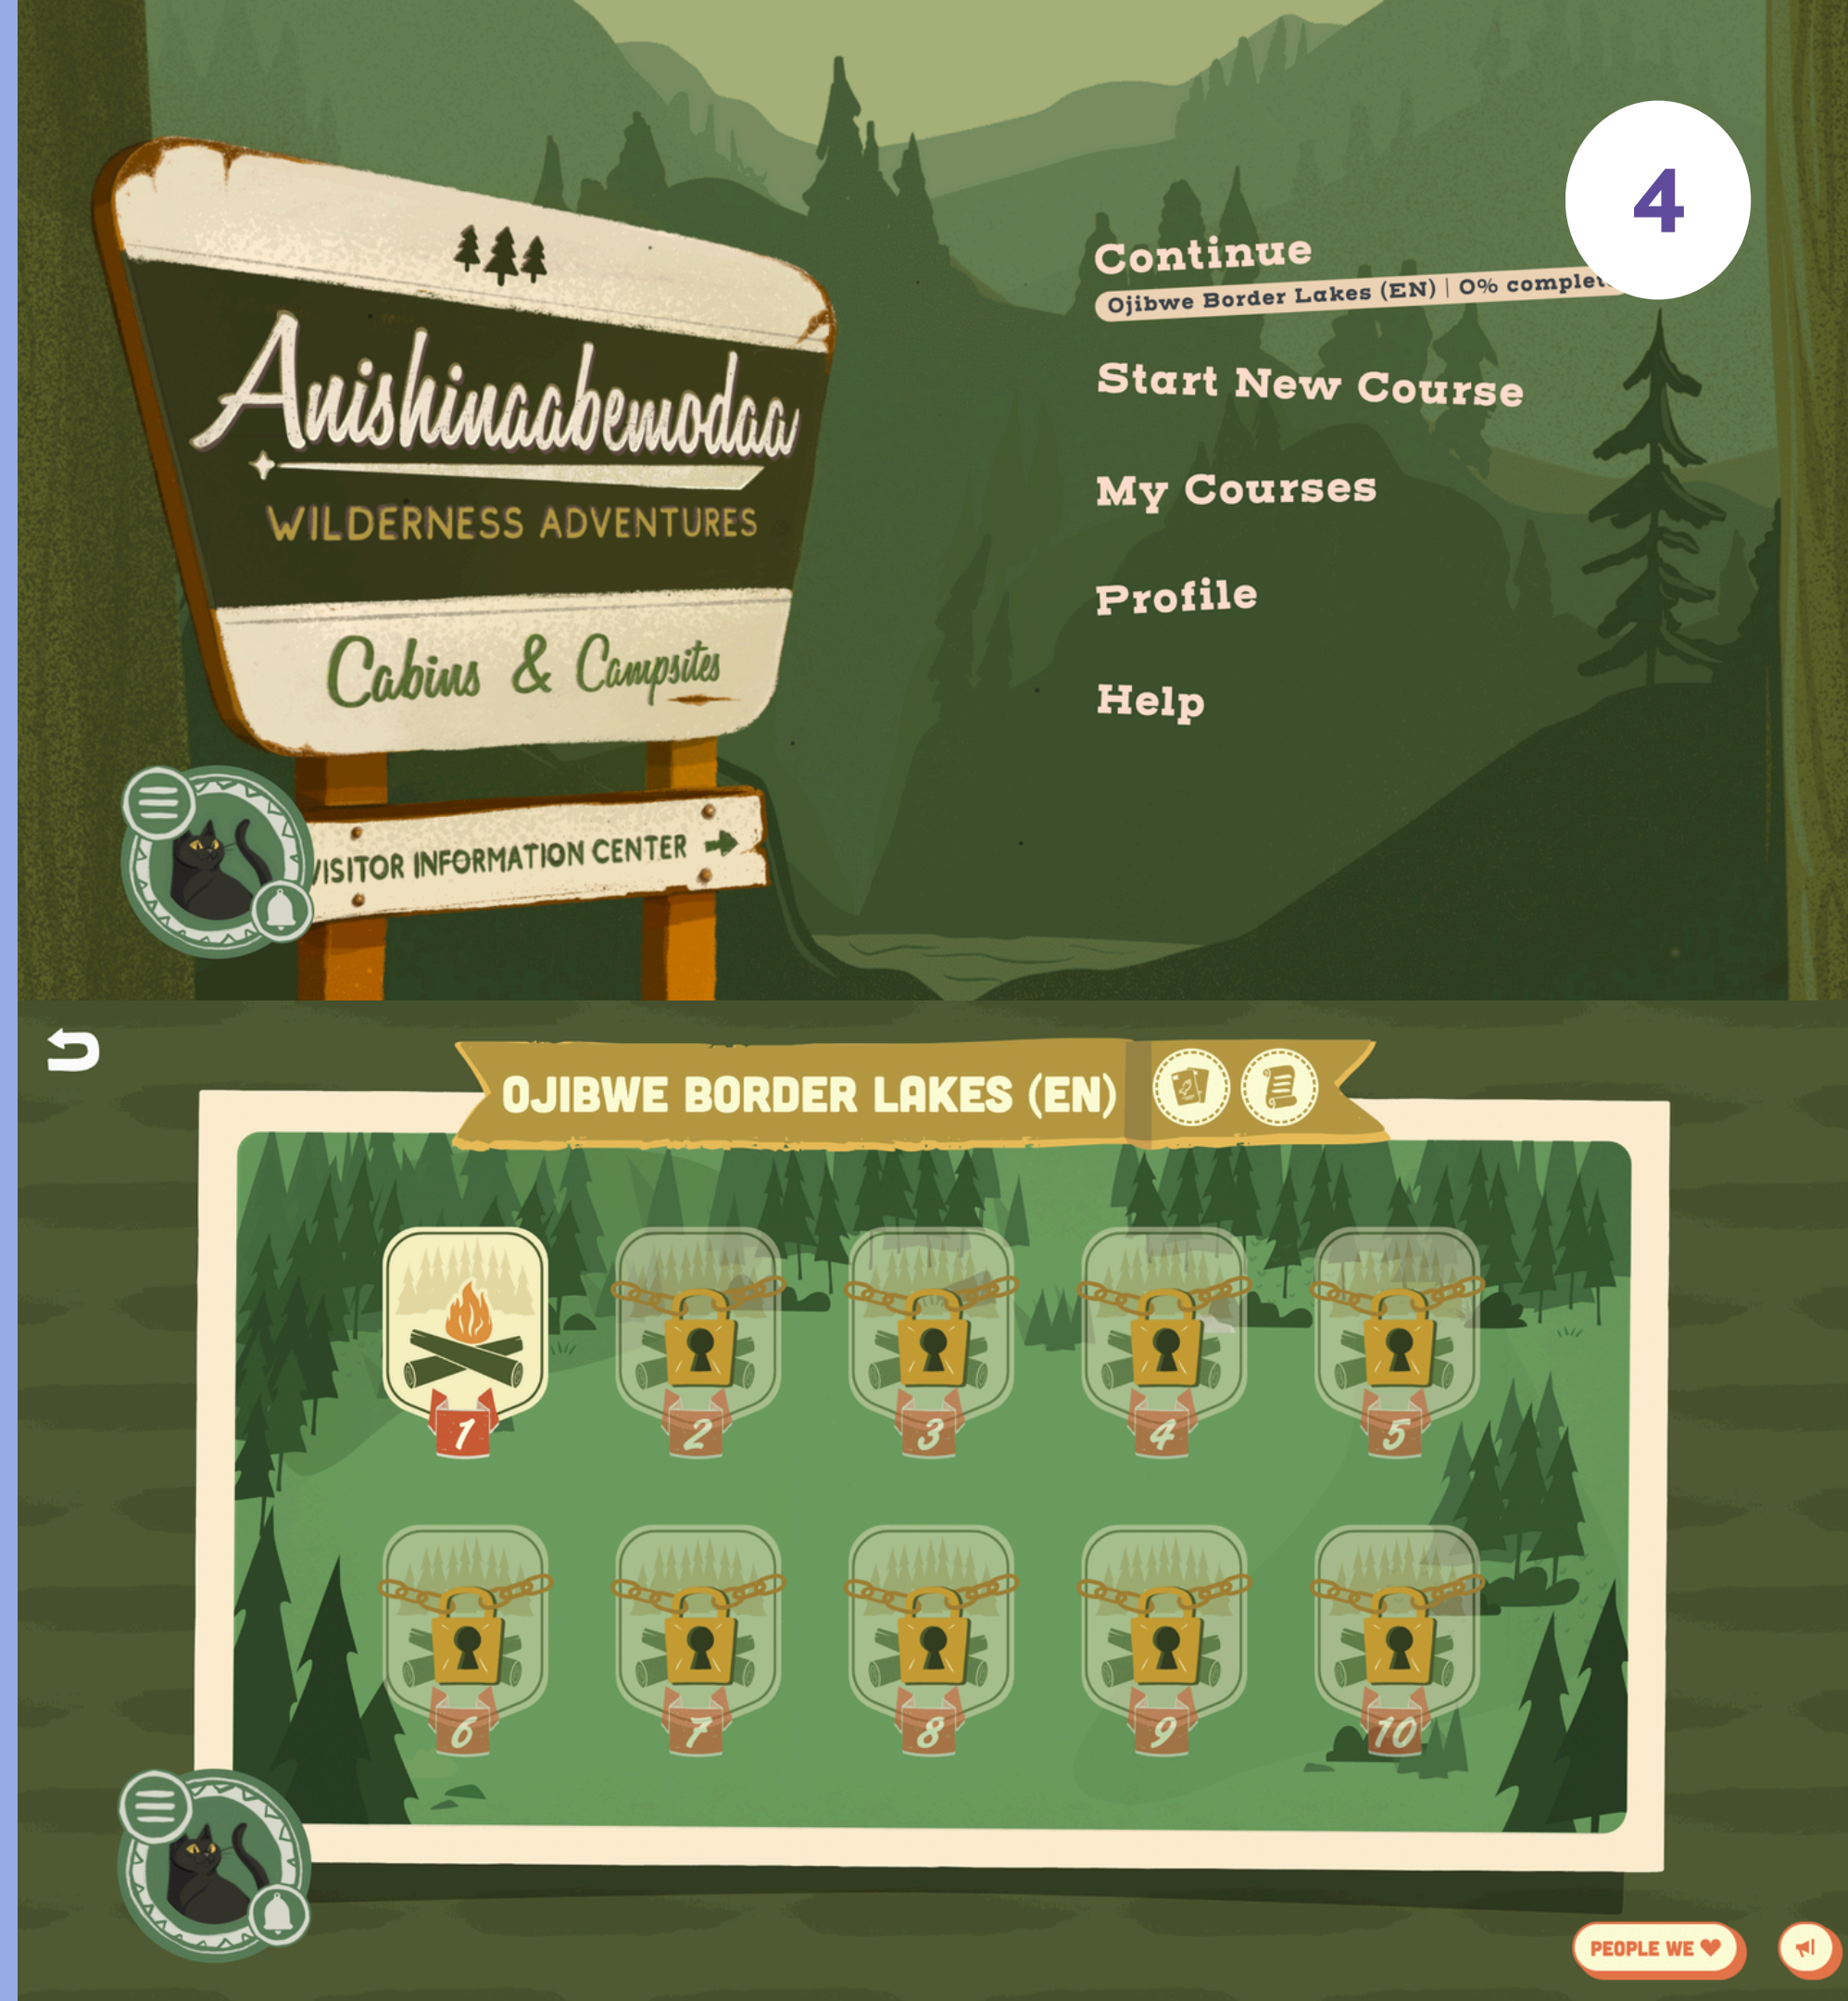 Anishinaabemodaa
WILDERNESS ADVENTURES
Cabins & Campsites
VISITOR INFORMATION CENTER
4
Continue
Ojibwe Border Lakes (EN) | 0% complet
Start New Course
My Courses
Profile
Help
OJIBWE BORDER LAKES (EN)
1
2
3
4
5
6
7
8
9
10
PEOPLE WE